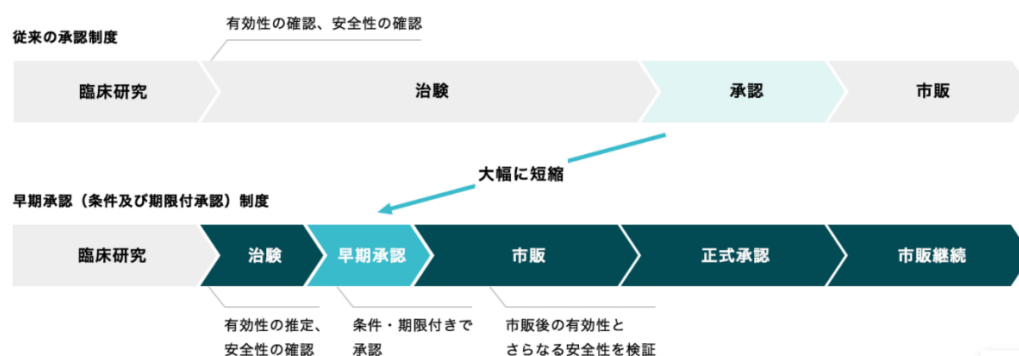 有効性の確認、安全性の確認
従来の承認制度
臨床研究
治験
承認
市販
大幅に短縮
早期承認（条件及び期限付承認）制度
臨床研究
治験
早期承認
市販
正式承認
市販継続
有効性の推定、
安全性の確認
条件・期限付きで
承認
市販後の有効性と
さらなる安全性を検証